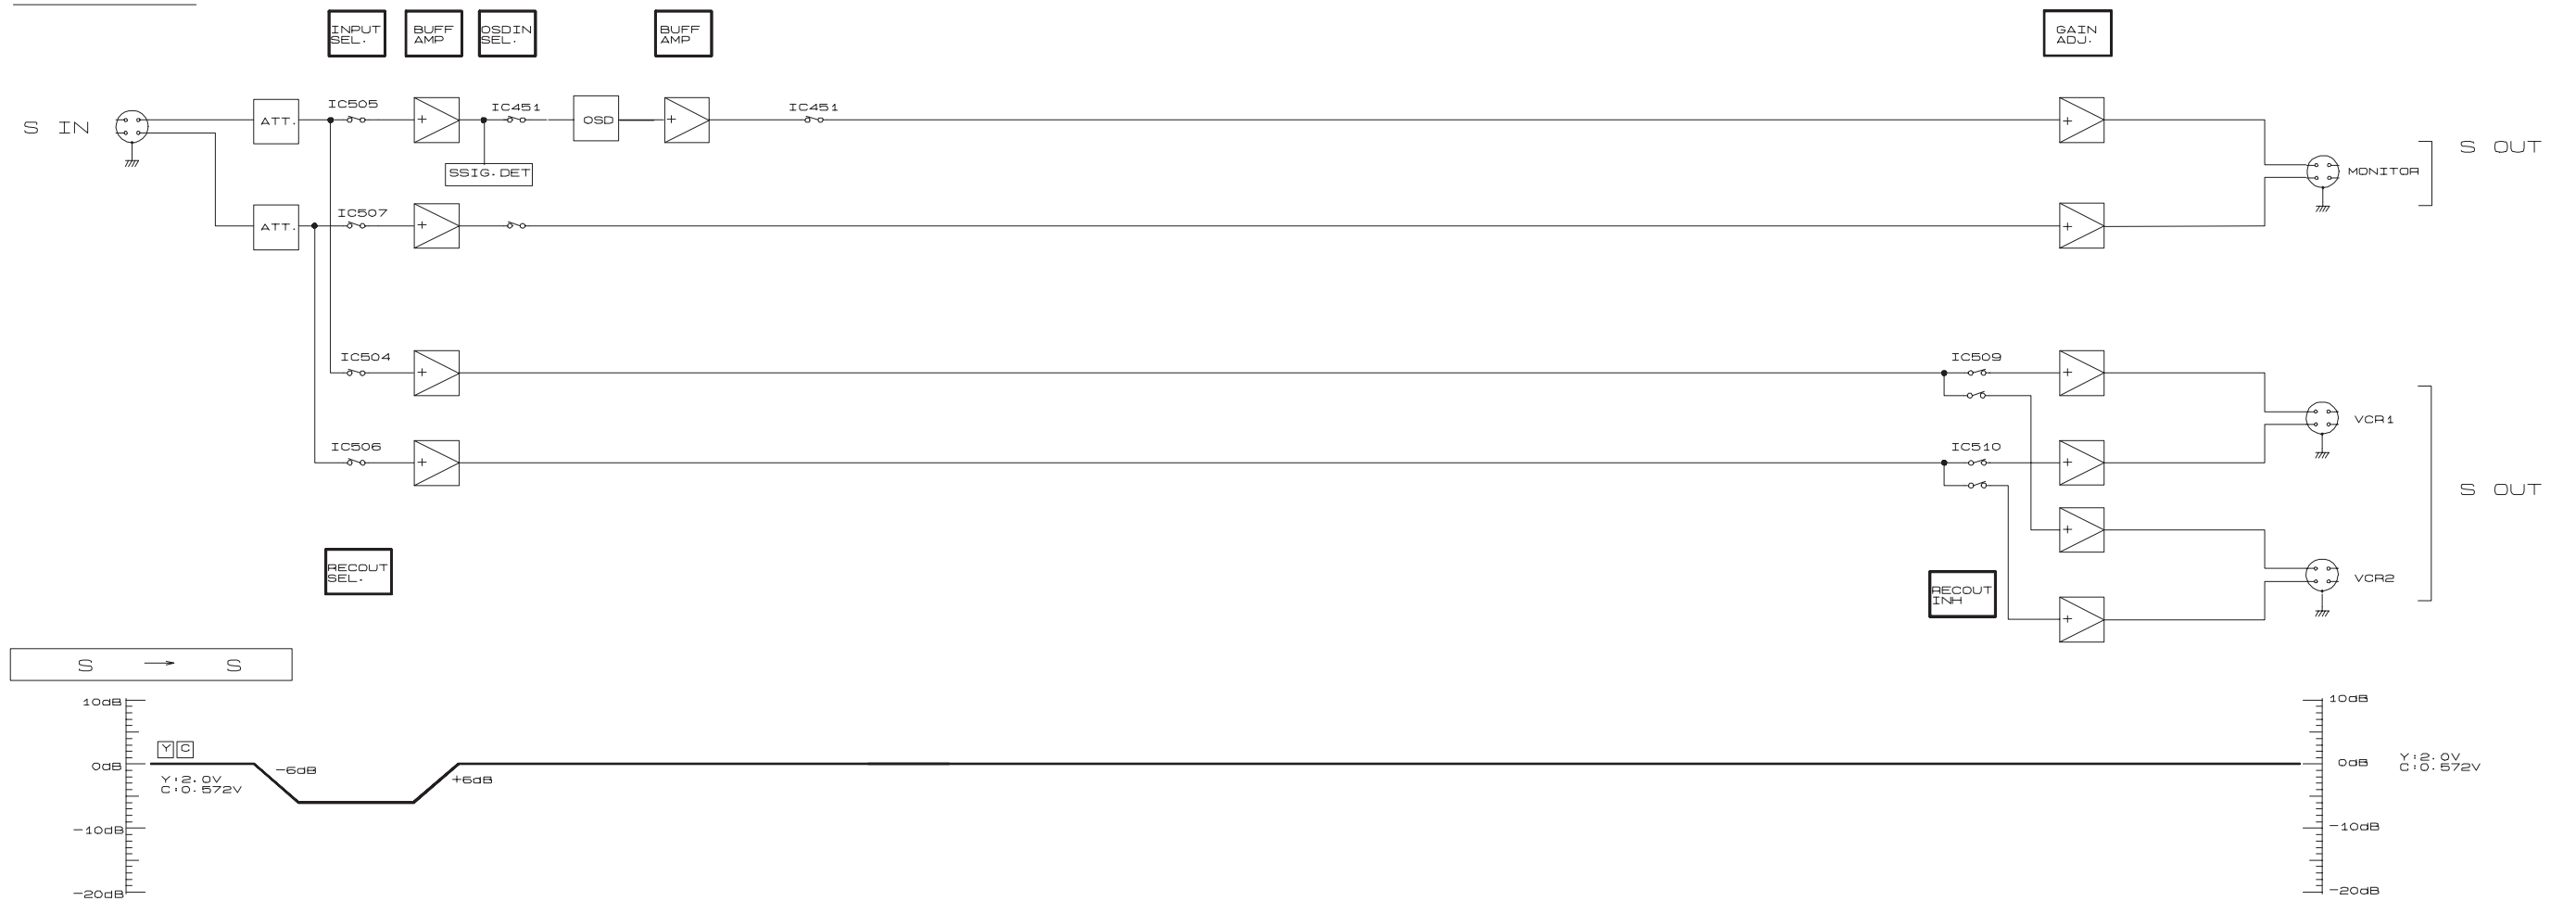 INPUT
SEL.
BUFF
AMP
OSDIN
SEL.
BUFF
AMP
GAIN
ADJ.
S IN
ATT.
IC505
+
IC451
OSD
+
IC451
+
SSIG.DET
MONITOR
S OUT
ATT.
IC507
+
+
IC504
+
IC509
+
VCR1
IC506
+
IC510
+
S OUT
+
RECOUT
SEL.
RECOUT
INH
VCR2
+
S → S
10dB
Y C
0dB
-6dB
Y:2.0V
C:0.572V
+6dB
-10dB
-20dB
10dB
0dB
Y:2.0V
C:0.572V
-10dB
-20dB